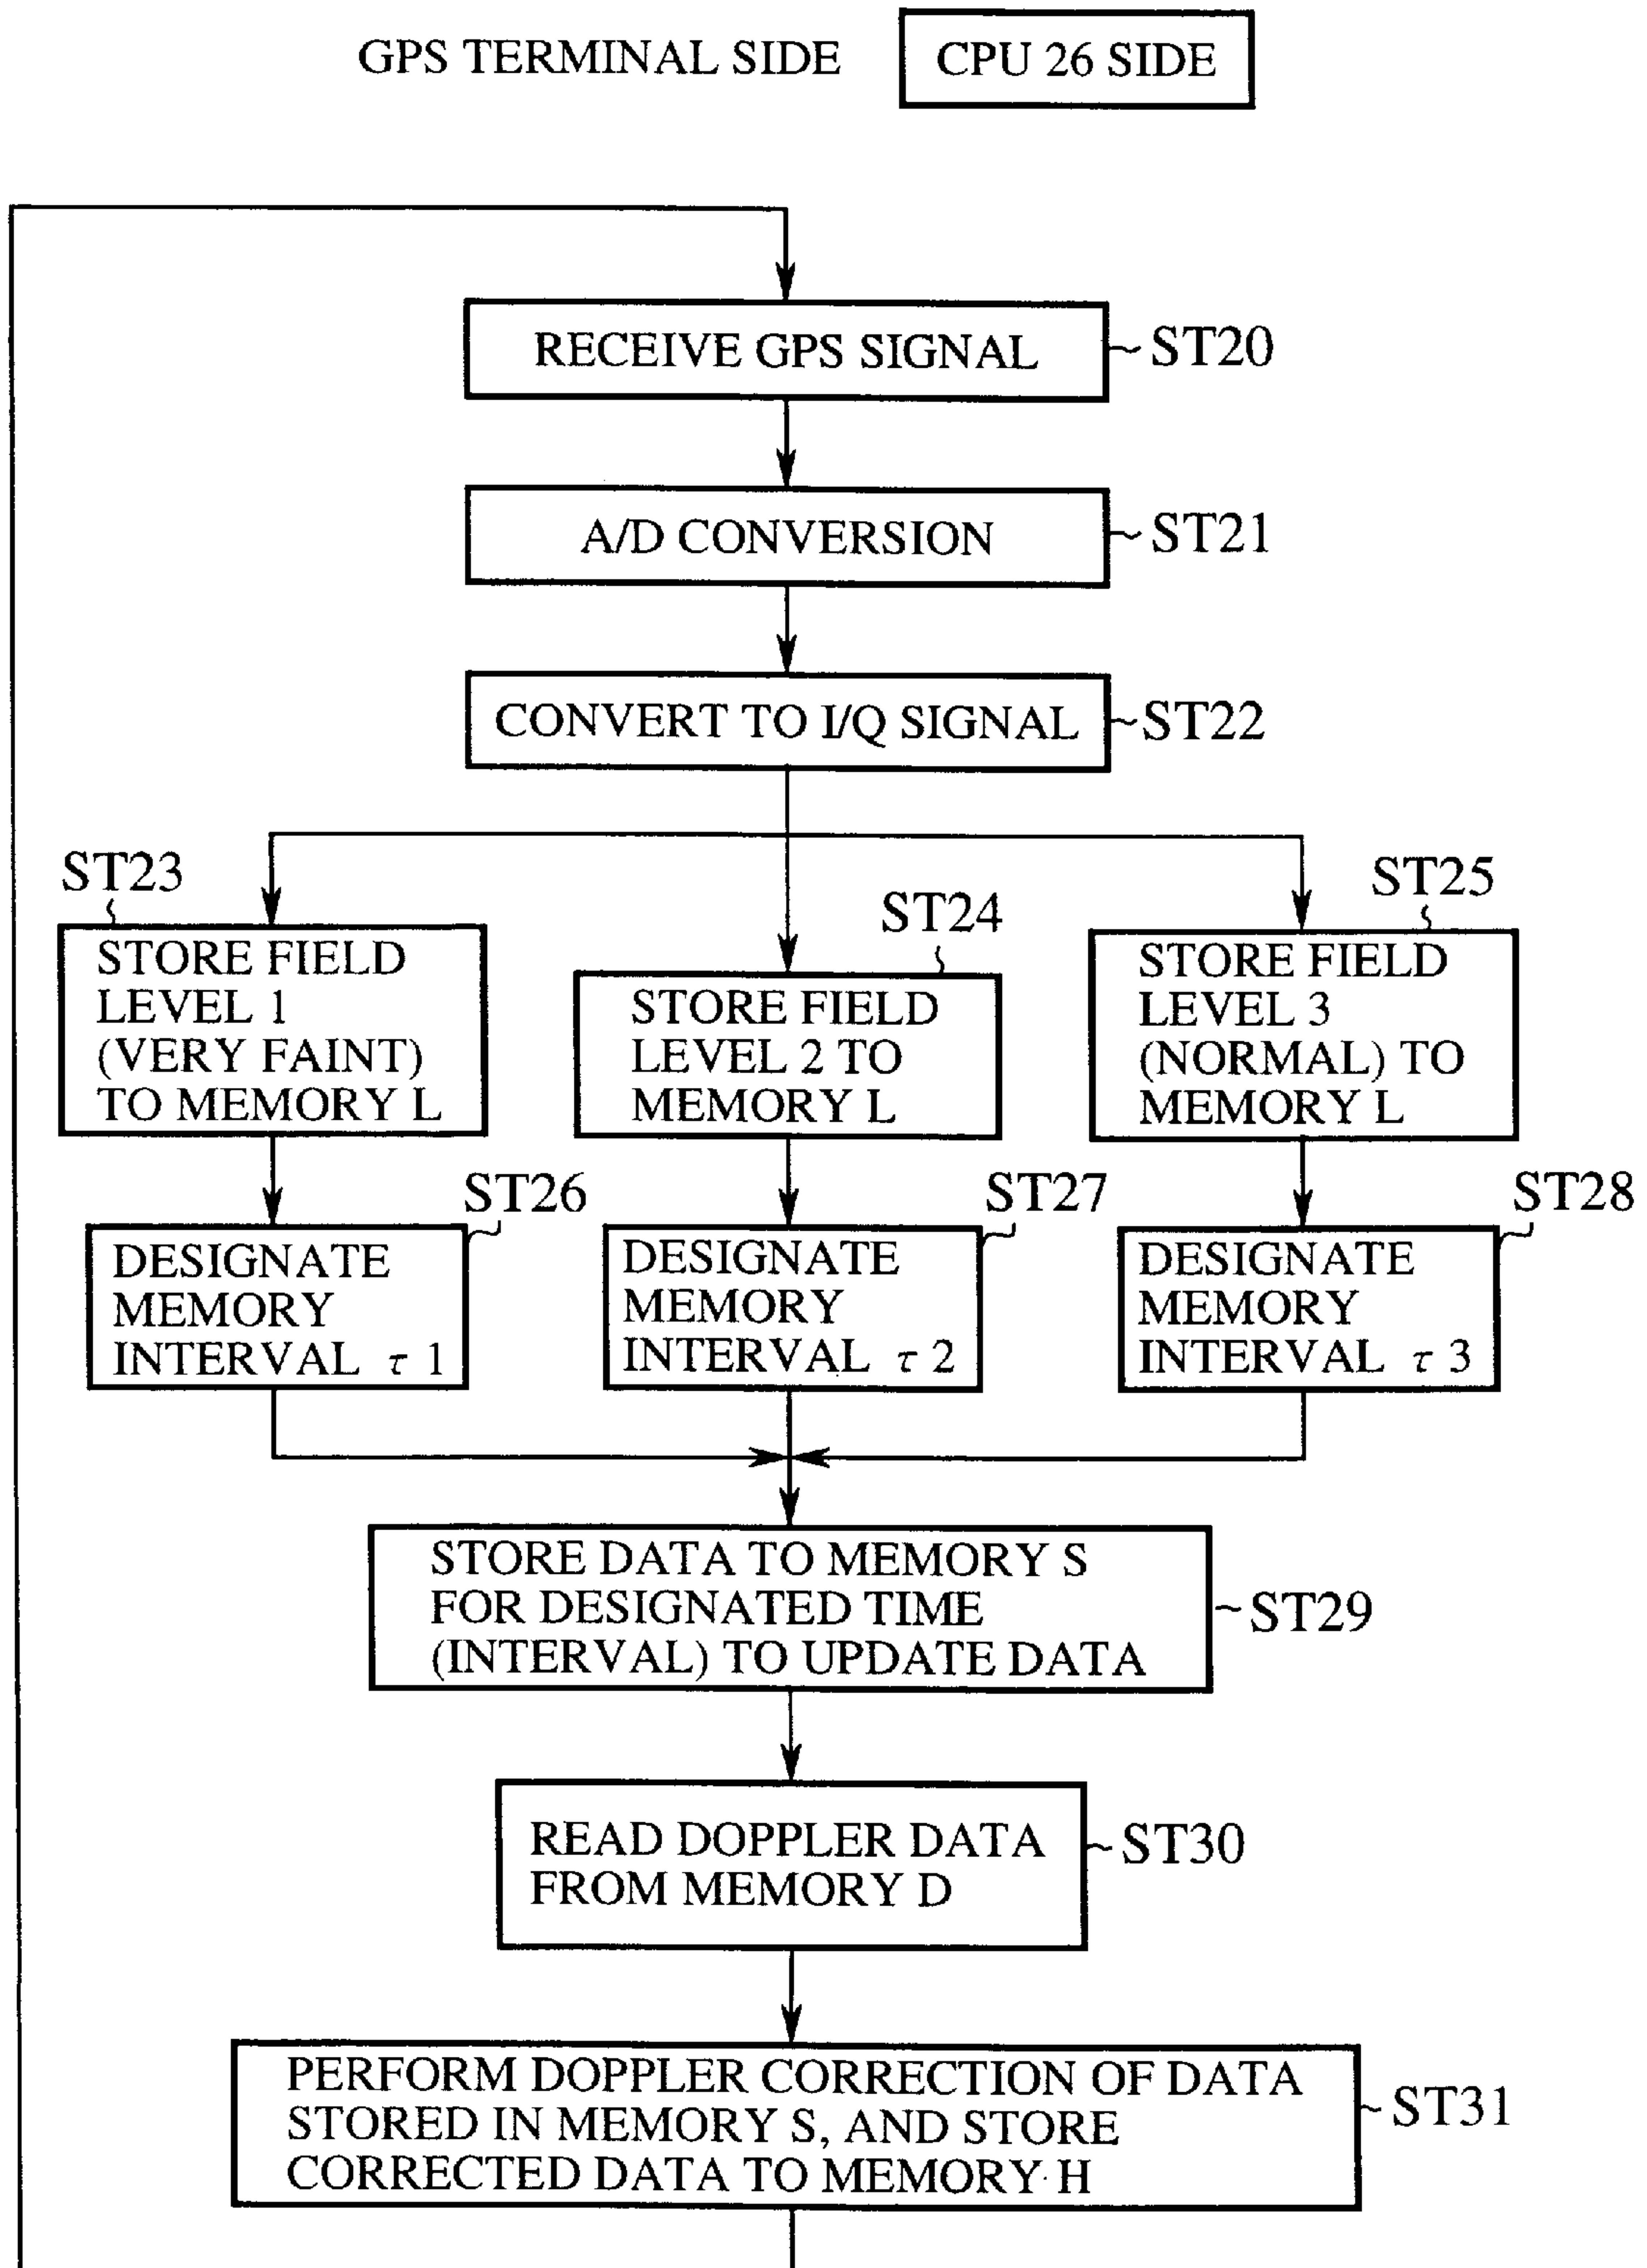 GPS TERMINAL SIDE
CPU 26 SIDE
RECEIVE GPS SIGNAL
ST20
A/D CONVERSION
ST21
CONVERT TO I/Q SIGNAL
ST22
ST23
STORE FIELD
LEVEL 1
(VERY FAINT)
TO MEMORY L
ST24
STORE FIELD
LEVEL 2 TO
MEMORY L
ST25
STORE FIELD
LEVEL 3
(NORMAL) TO
MEMORY L
ST26
DESIGNATE
MEMORY
INTERVAL τ 1
ST27
DESIGNATE
MEMORY
INTERVAL τ 2
ST28
DESIGNATE
MEMORY
INTERVAL τ 3
STORE DATA TO MEMORY S
FOR DESIGNATED TIME
(INTERVAL) TO UPDATE DATA
ST29
READ DOPPLER DATA
FROM MEMORY D
ST30
PERFORM DOPPLER CORRECTION OF DATA
STORED IN MEMORY S, AND STORE
CORRECTED DATA TO MEMORY H
ST31